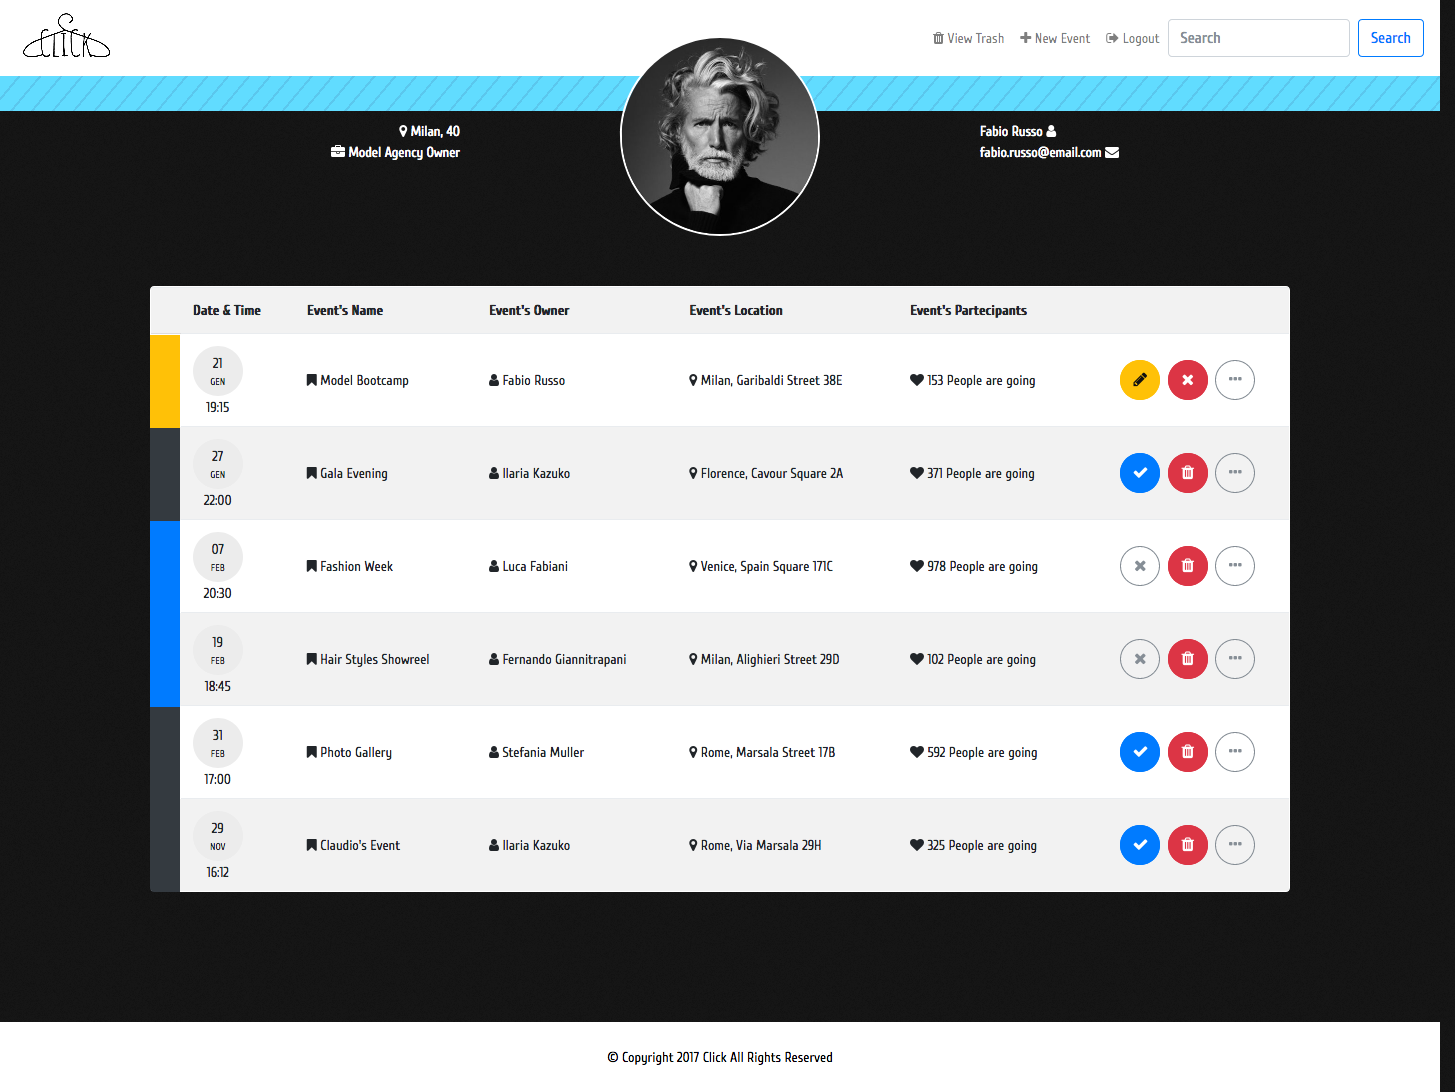 CLICK
View Trash New Event Logout Search Search
Milan, 40
Model Agency Owner
Fabio Russo
fabio.russo@email.com
Date & Time Event's Name Event's Owner Event's Location Event's Partecipants
21
GEN
19:15
Model Bootcamp Fabio Russo Milan, Garibaldi Street 38E 153 People are going
27
GEN
22:00
Gala Evening Ilaria Kazuko Florence, Cavour Square 2A 371 People are going
07
FEB
20:30
Fashion Week Luca Fabiani Venice, Spain Square 171C 978 People are going
19
FEB
18:45
Hair Styles Showreel Fernando Giannitrapani Milan, Alighieri Street 29D 102 People are going
31
FEB
17:00
Photo Gallery Stefania Muller Rome, Marsala Street 17B 592 People are going
29
NOV
16:12
Claudio's Event Ilaria Kazuko Rome, Via Marsala 29H 325 People are going
© Copyright 2017 Click All Rights Reserved